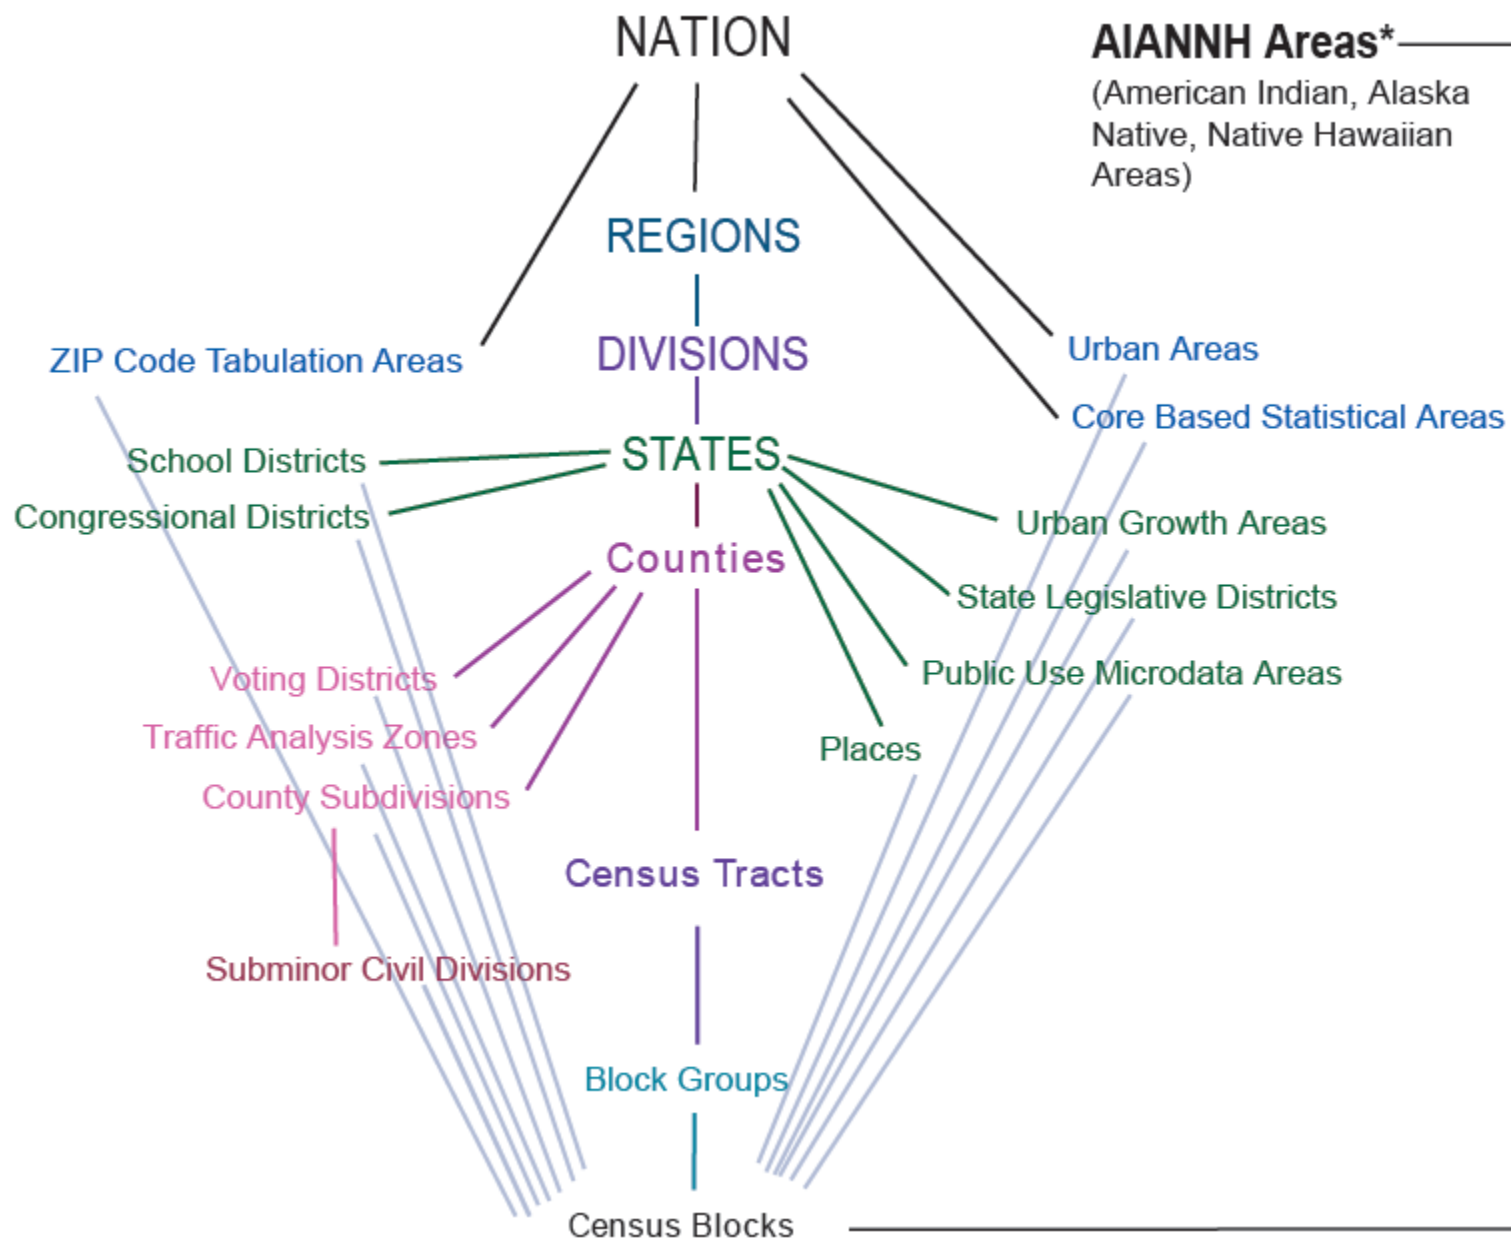 NATION
AIANNH Areas*
(American Indian, Alaska
Native, Native Hawaiian
Areas)
REGIONS
DIVISIONS
ZIP Code Tabulation Areas
Urban Areas
Core Based Statistical Areas
STATES
School Districts
Congressional Districts
Urban Growth Areas
Counties
State Legislative Districts
Voting Districts
Public Use Microdata Areas
Traffic Analysis Zones
Places
County Subdivisions
Census Tracts
Subminor Civil Divisions
Block Groups
Census Blocks